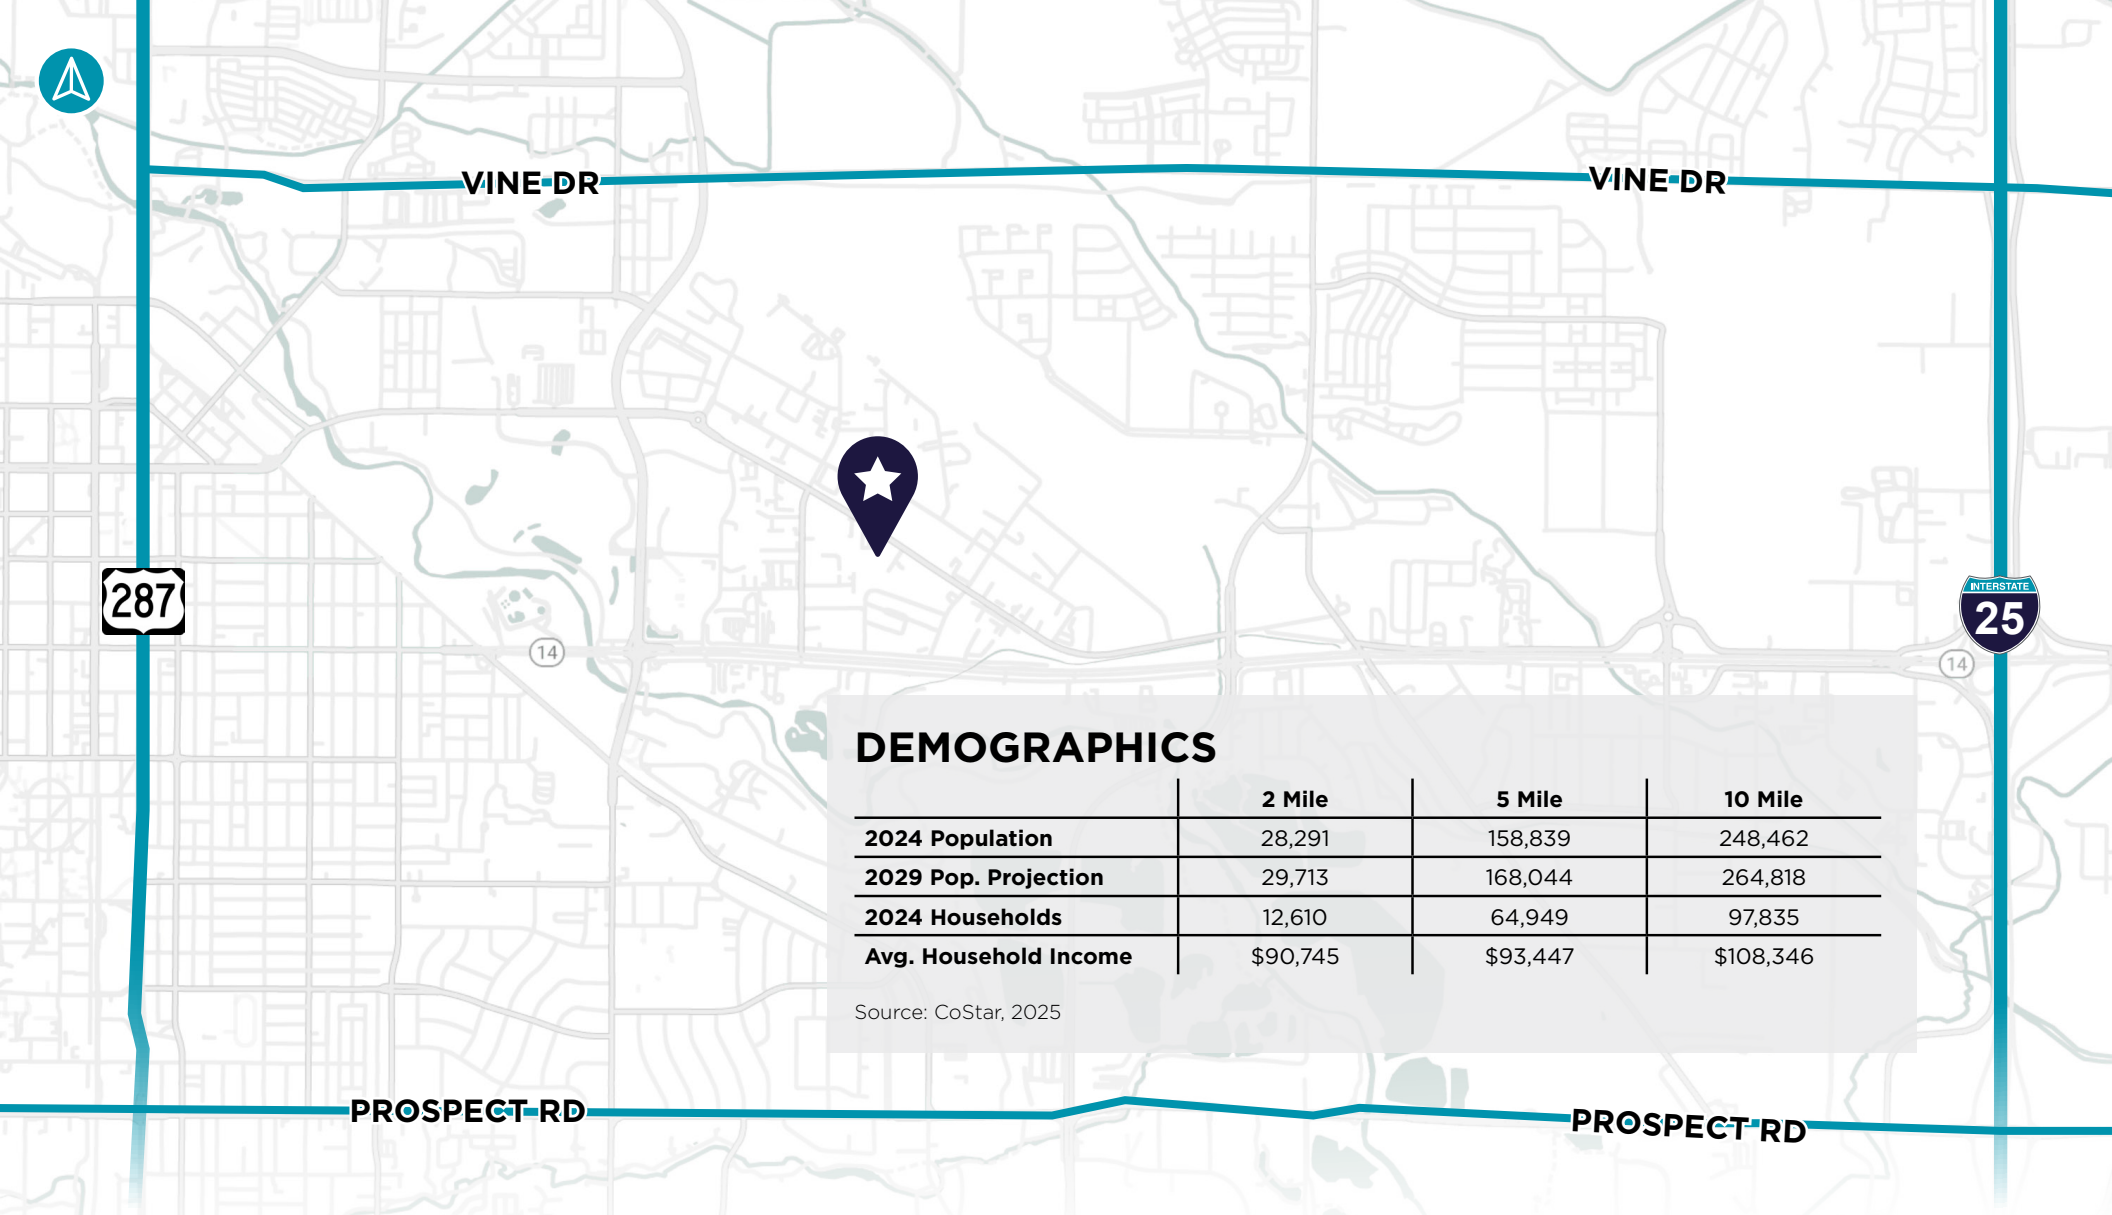 VINE DR
VINE DR
287
INTERSTATE
25
14
14
DEMOGRAPHICS
2 Mile 5 Mile 10 Mile
2024 Population 28,291 158,839 248,462
2029 Pop. Projection 29,713 168,044 264,818
2024 Households 12,610 64,949 97,835
Avg. Household Income $90,745 $93,447 $108,346
Source: CoStar, 2025
PROSPECT RD
PROSPECT RD